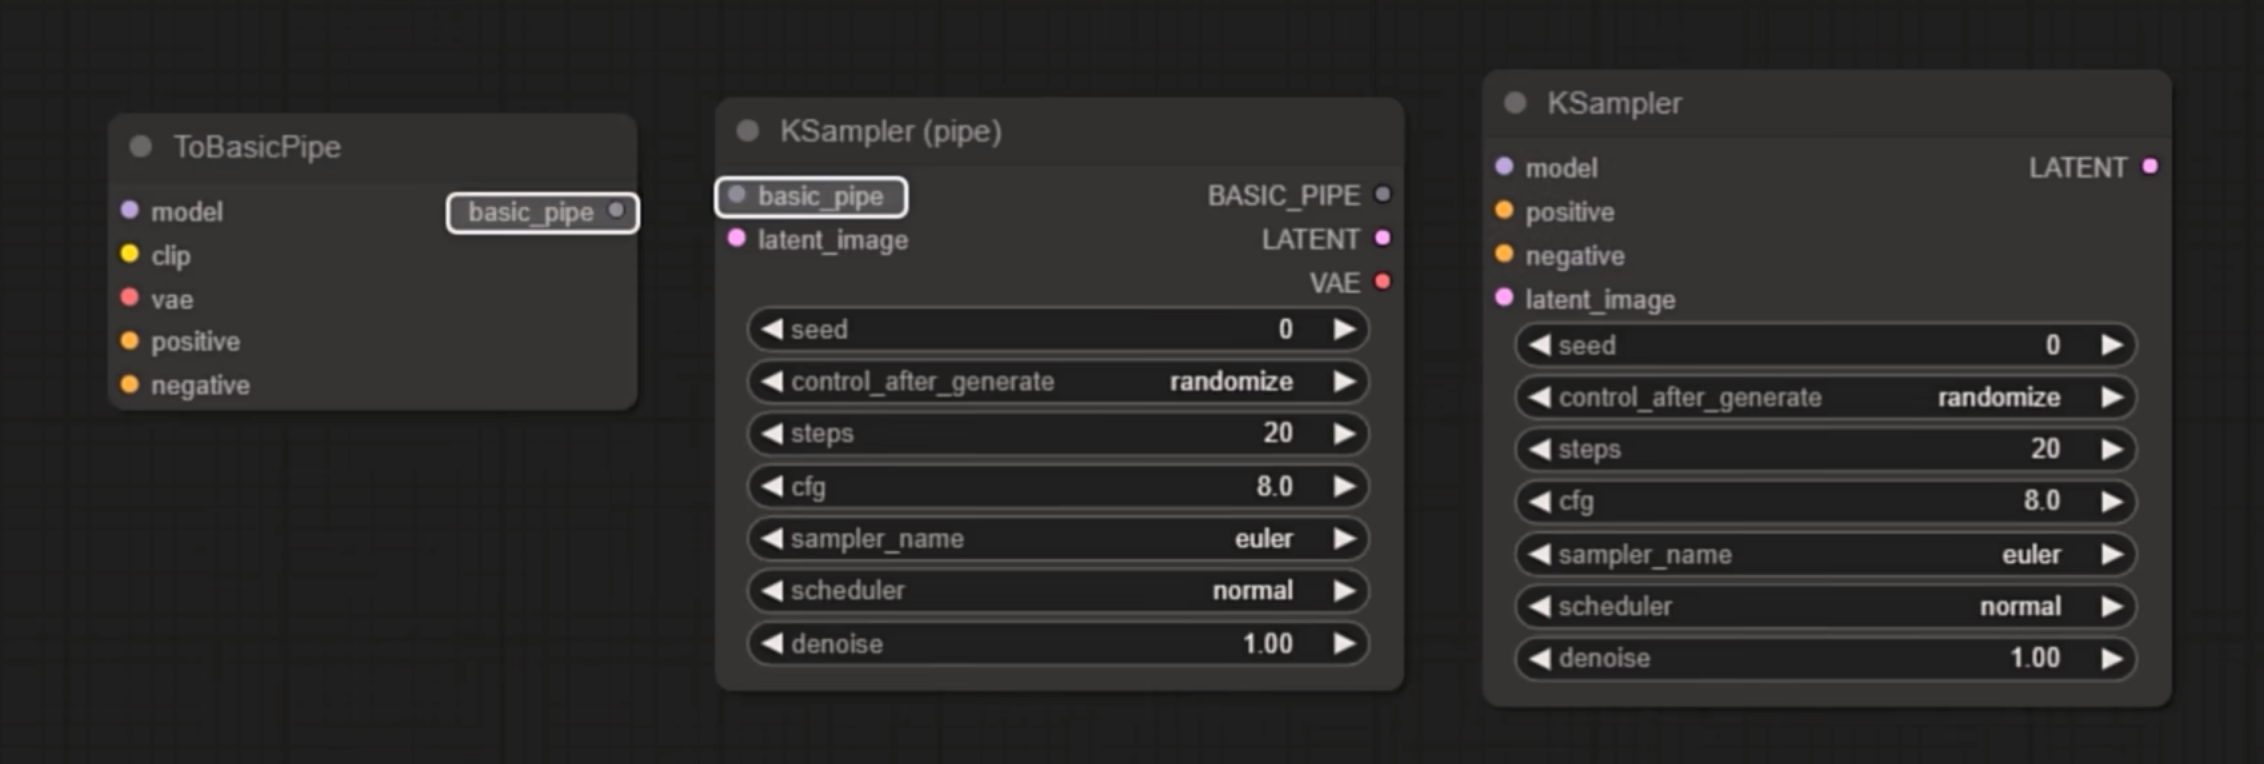 ToBasicPipe
model
basic_pipe
clip
vae
positive
negative
KSampler (pipe)
basic_pipe
BASIC_PIPE
latent_image
LATENT
VAE
seed 0
control_after_generate randomize
steps 20
cfg 8.0
sampler_name euler
scheduler normal
denoise 1.00
KSampler
model
LATENT
positive
negative
latent_image
seed 0
control_after_generate randomize
steps 20
cfg 8.0
sampler_name euler
scheduler normal
denoise 1.00